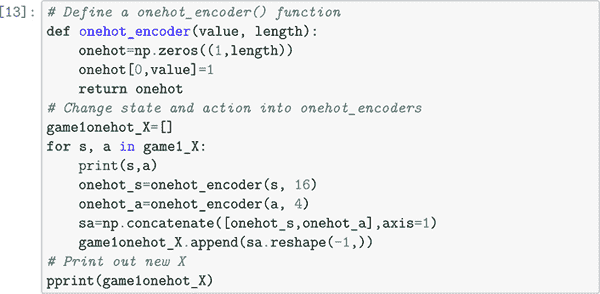 [13]: # Define a onehot_encoder() function
def onehot_encoder(value, length):
    onehot=np.zeros((1,length))
    onehot[0,value]=1
    return onehot
# Change state and action into onehot_encoders
game1onehot_X=[]
for s, a in game1_X:
    print(s,a)
    onehot_s=onehot_encoder(s, 16)
    onehot_a=onehot_encoder(a, 4)
    sa=np.concatenate([onehot_s,onehot_a],axis=1)
    game1onehot_X.append(sa.reshape(-1,))
# Print out new X
pprint(game1onehot_X)